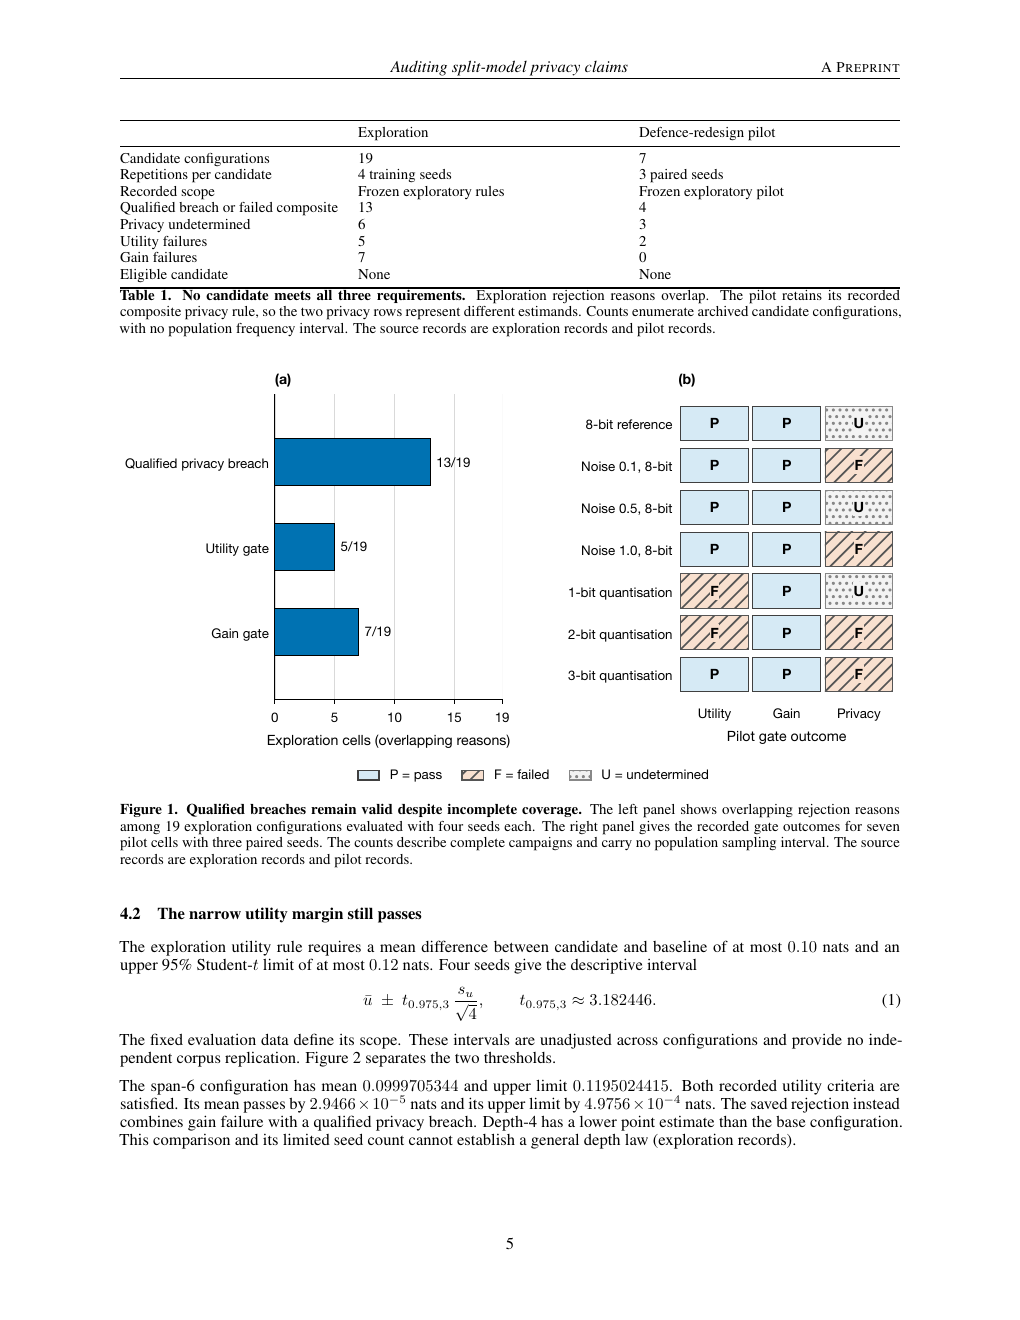 Auditing split-model privacy claims
A PREPRINT
Exploration Defence-redesign pilot
Candidate configurations 19 7
Repetitions per candidate 4 training seeds 3 paired seeds
Recorded scope Frozen exploratory rules Frozen exploratory pilot
Qualified breach or failed composite 13 4
Privacy undetermined 6 3
Utility failures 5 2
Gain failures 7 0
Eligible candidate None None
Table 1. No candidate meets all three requirements. Exploration rejection reasons overlap. The pilot retains its recorded
composite privacy rule, so the two privacy rows represent different estimands. Counts enumerate archived candidate configurations,
with no population frequency interval. The source records are exploration records and pilot records.
(a)
Qualified privacy breach 13/19
Utility gate 5/19
Gain gate 7/19
0 5 10 15 19
Exploration cells (overlapping reasons)
(b)
8-bit reference P P U
Noise 0.1, 8-bit P P F
Noise 0.5, 8-bit P P U
Noise 1.0, 8-bit P P F
1-bit quantisation F P U
2-bit quantisation F P F
3-bit quantisation P P F
Utility Gain Privacy
Pilot gate outcome
P = pass F = failed U = undetermined
Figure 1. Qualified breaches remain valid despite incomplete coverage. The left panel shows overlapping rejection reasons
among 19 exploration configurations evaluated with four seeds each. The right panel gives the recorded gate outcomes for seven
pilot cells with three paired seeds. The counts describe complete campaigns and carry no population sampling interval. The source
records are exploration records and pilot records.
4.2 The narrow utility margin still passes
The exploration utility rule requires a mean difference between candidate and baseline of at most 0.10 nats and an
upper 95% Student-t limit of at most 0.12 nats. Four seeds give the descriptive interval
ū ± t₀.₉₇₅,₃ sᵤ/√4, t₀.₉₇₅,₃ ≈ 3.182446. (1)
The fixed evaluation data define its scope. These intervals are unadjusted across configurations and provide no inde-
pendent corpus replication. Figure 2 separates the two thresholds.
The span-6 configuration has mean 0.0999705344 and upper limit 0.1195024415. Both recorded utility criteria are
satisfied. Its mean passes by 2.9466 × 10⁻⁵ nats and its upper limit by 4.9756 × 10⁻⁴ nats. The saved rejection instead
combines gain failure with a qualified privacy breach. Depth-4 has a lower point estimate than the base configuration.
This comparison and its limited seed count cannot establish a general depth law (exploration records).
5